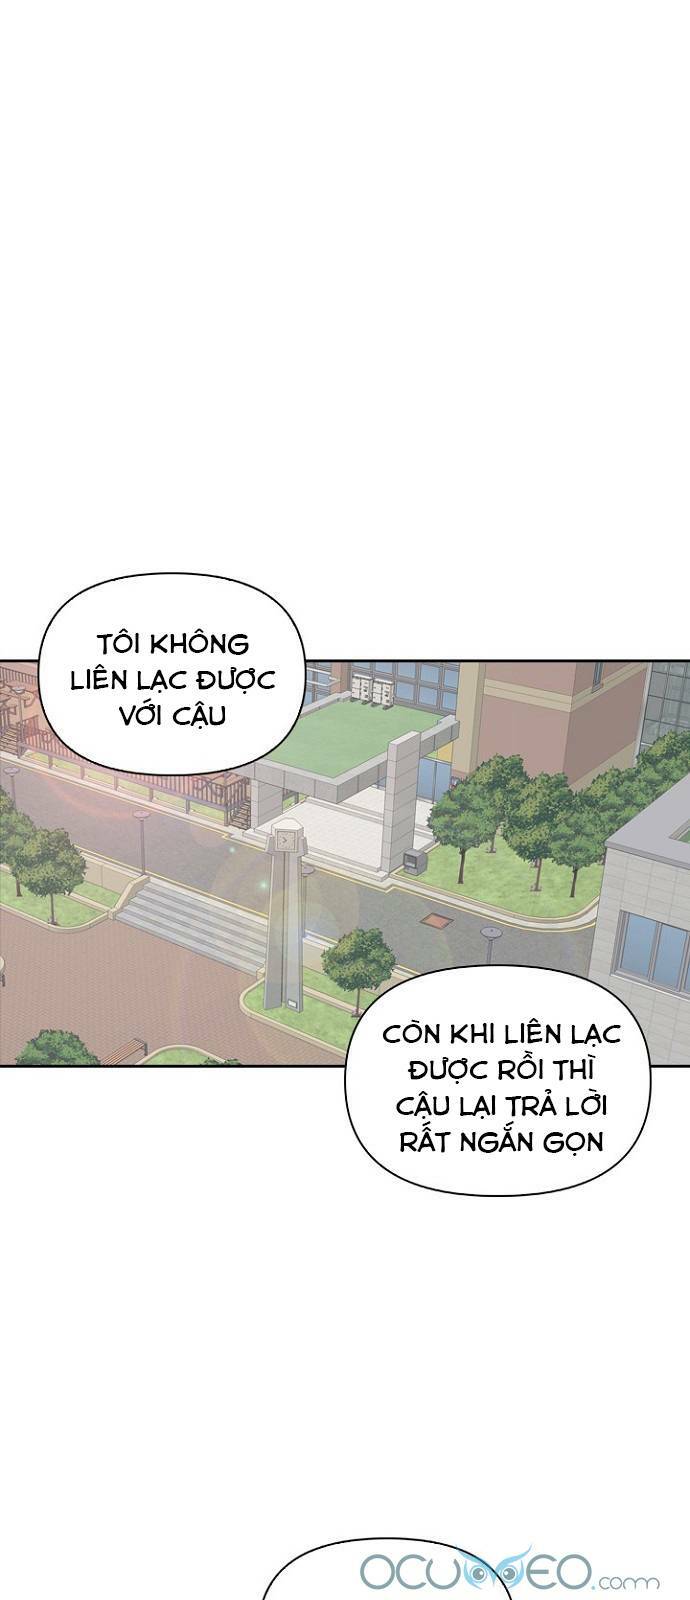 TÔI KHÔNG
LIÊN LẠC ĐƯỢC
VỚI CẬU
CÒN KHI LIÊN LẠC
ĐƯỢC RỒI THÌ
CẬU LẠI TRẢ LỜI
RẤT NGẮN GỌN
OCUMEO.com